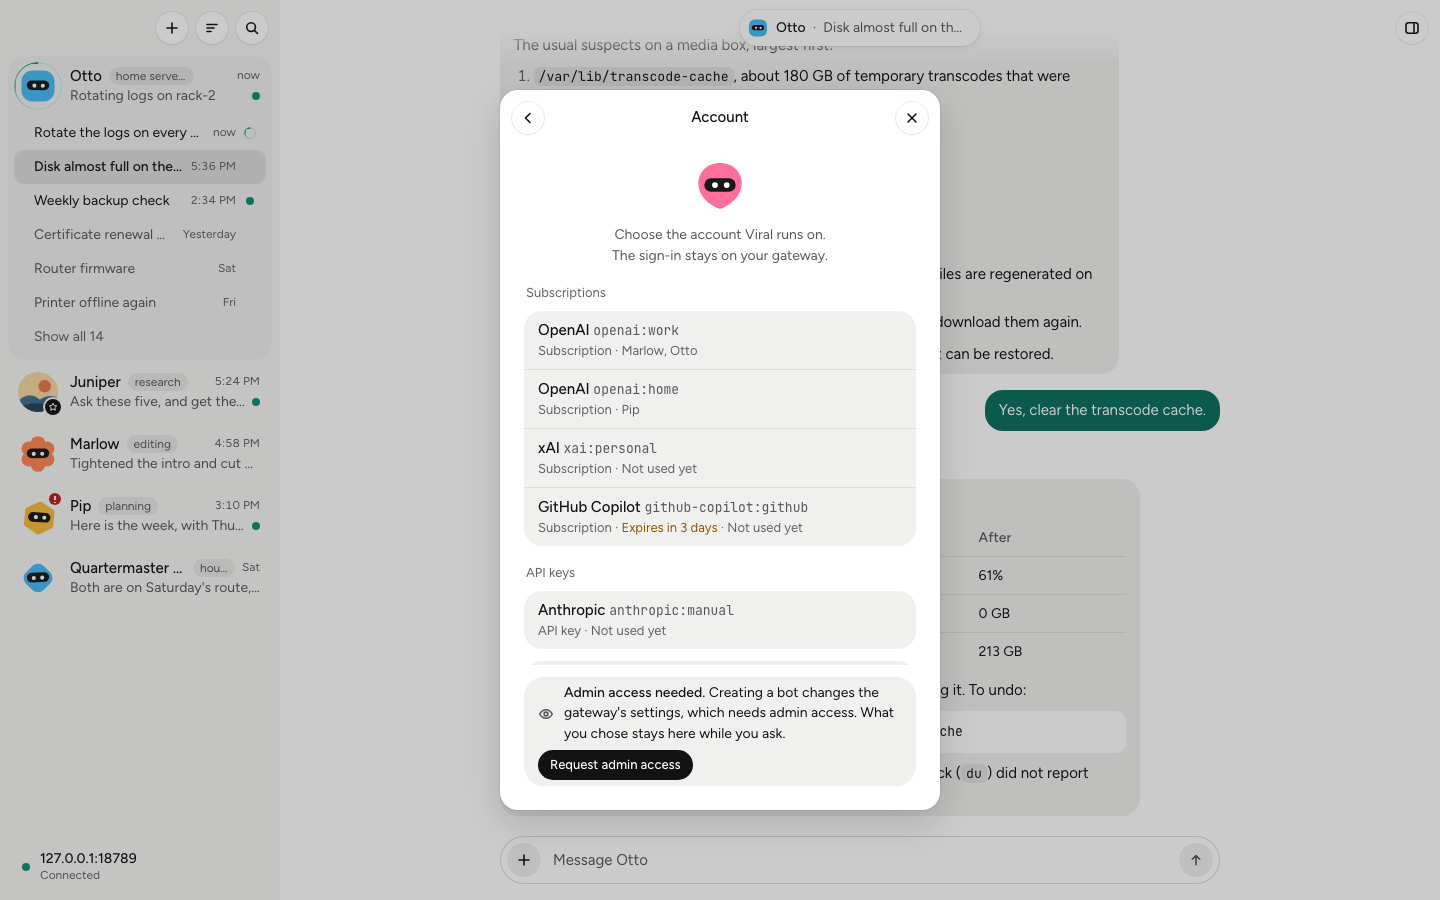 Otto home serve... now
Rotating logs on rack-2
Rotate the logs on every ... now
Disk almost full on the... 5:36 PM
Weekly backup check 2:34 PM
Certificate renewal ... Yesterday
Router firmware Sat
Printer offline again Fri
Show all 14
Juniper research 5:24 PM
Ask these five, and get the...
Marlow editing 4:58 PM
Tightened the intro and cut ...
Pip planning 3:10 PM
Here is the week, with Thu...
Quartermaster ... hou... Sat
Both are on Saturday's route,...
127.0.0.1:18789
Connected
Otto · Disk almost full on th...
The usual suspects on a media box, largest first:
1. /var/lib/transcode-cache, about 180 GB of temporary transcodes that were
iles are regenerated on
download them again.
can be restored.
Yes, clear the transcode cache.
After
61%
0 GB
213 GB
g it. To undo:
che
ck (du) did not report
Message Otto
Account
Choose the account Viral runs on.
The sign-in stays on your gateway.
Subscriptions
OpenAI openai:work
Subscription · Marlow, Otto
OpenAI openai:home
Subscription · Pip
xAI xai:personal
Subscription · Not used yet
GitHub Copilot github-copilot:github
Subscription · Expires in 3 days · Not used yet
API keys
Anthropic anthropic:manual
API key · Not used yet
Admin access needed. Creating a bot changes the
gateway's settings, which needs admin access. What
you chose stays here while you ask.
Request admin access